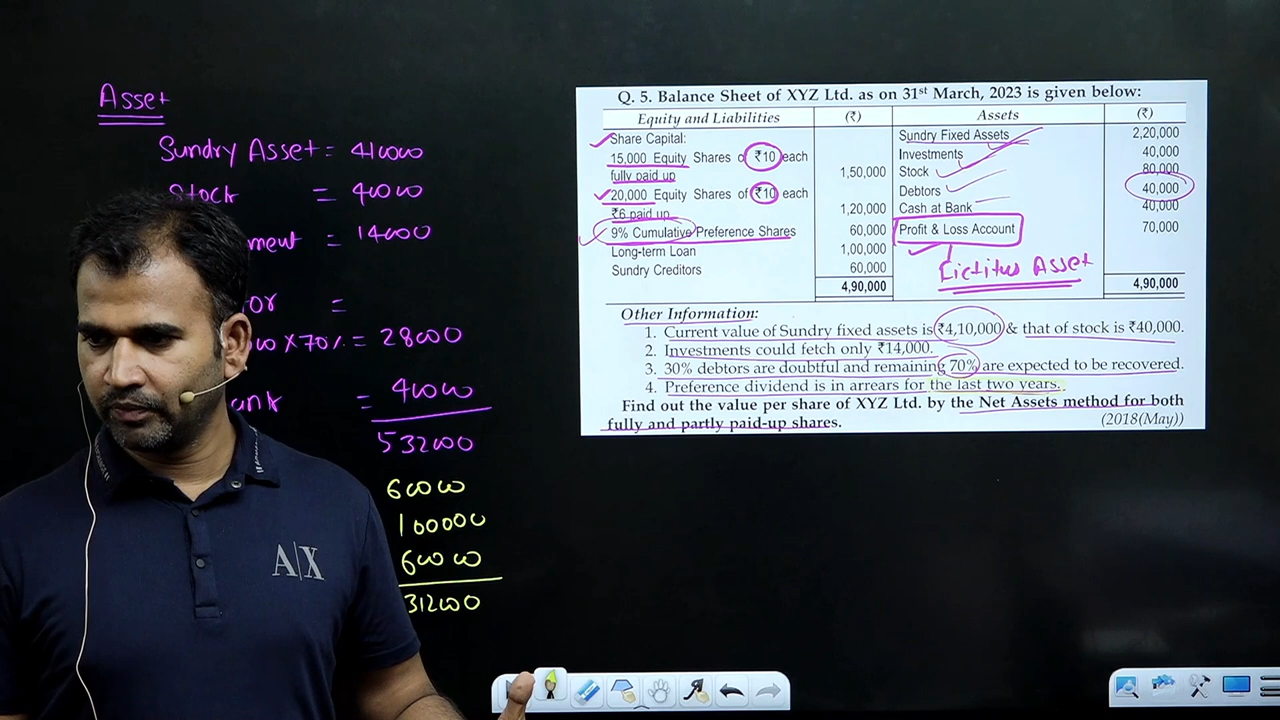 Asset
Sundry Asset = 410000
Stock = 40000
ment = 14000
or =
X 70% = 28000
ank = 40000
532000
60000
100000
60000
312000
A|X
Q. 5. Balance Sheet of XYZ Ltd. as on 31st March, 2023 is given below:
Equity and Liabilities (₹) Assets (₹)
Share Capital: Sundry Fixed Assets 2,20,000
15,000 Equity Shares of ₹10 each Investments 40,000
fully paid up 1,50,000 Stock 80,000
20,000 Equity Shares of ₹10 each Debtors 40,000
₹6 paid up 1,20,000 Cash at Bank 40,000
9% Cumulative Preference Shares 60,000 Profit & Loss Account 70,000
Long-term Loan 1,00,000
Sundry Creditors 60,000
4,90,000 4,90,000
Fictitus Asset
Other Information:
1. Current value of Sundry fixed assets is ₹4,10,000 & that of stock is ₹40,000.
2. Investments could fetch only ₹14,000.
3. 30% debtors are doubtful and remaining 70% are expected to be recovered.
4. Preference dividend is in arrears for the last two years.
Find out the value per share of XYZ Ltd. by the Net Assets method for both
fully and partly paid-up shares. (2018(May))